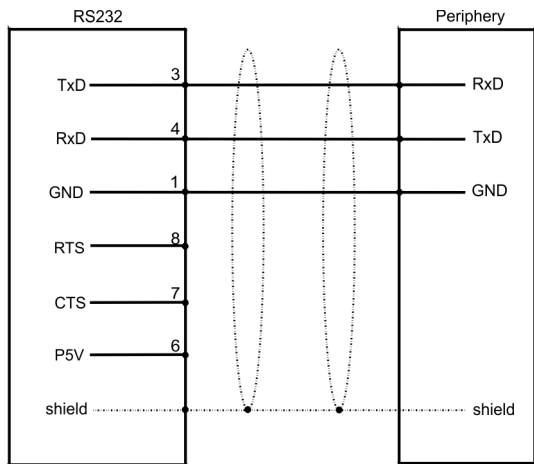 RS232 Periphery
TxD 3 RxD
RxD 4 TxD
GND 1 GND
RTS 8
CTS 7
P5V 6
shield shield